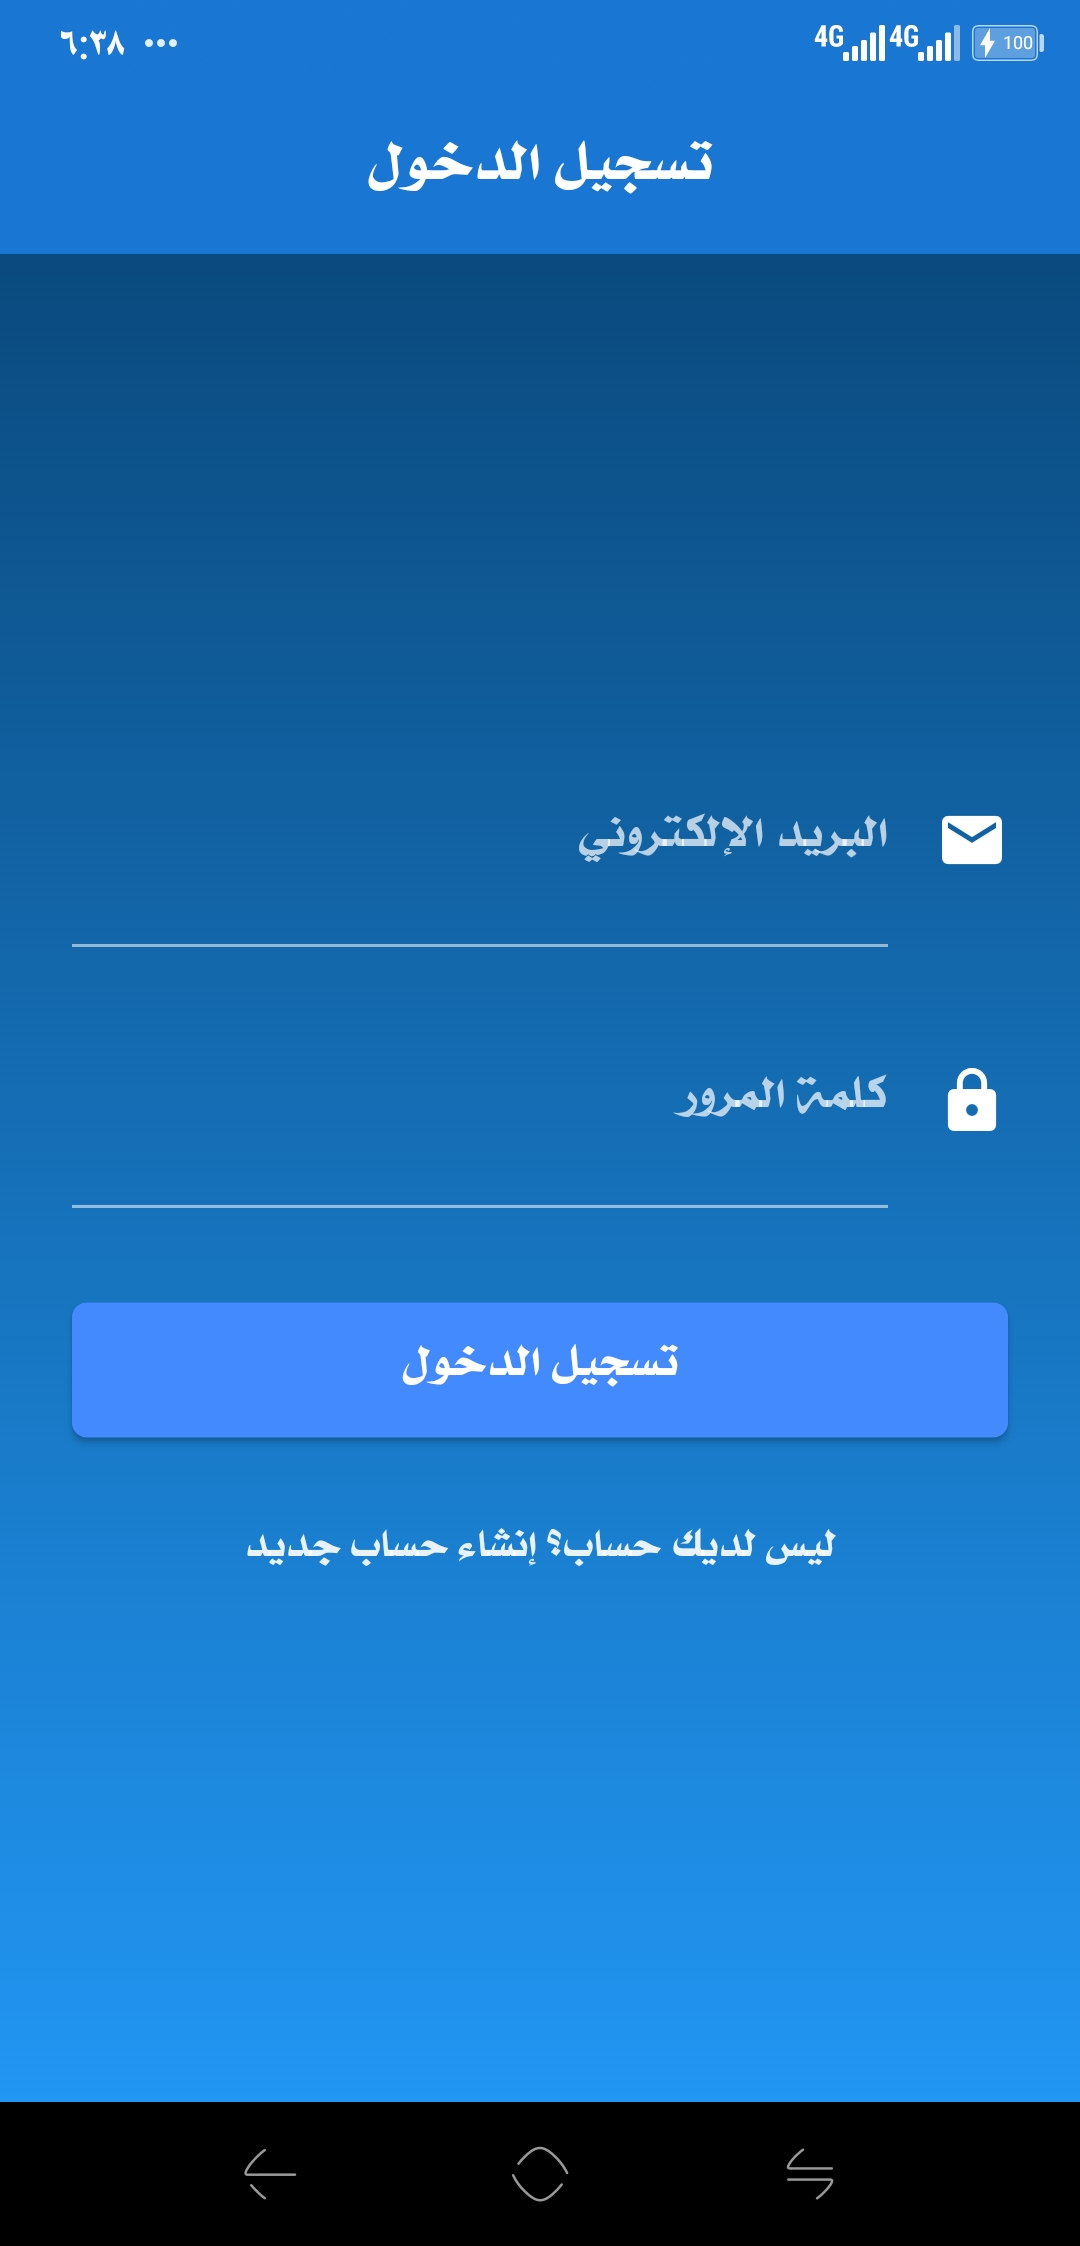 ٦:٣٨ ... 4G 4G 100
تسجيل الدخول
البريد الإلكتروني
كلمة المرور
تسجيل الدخول
ليس لديك حساب؟ إنشاء حساب جديد